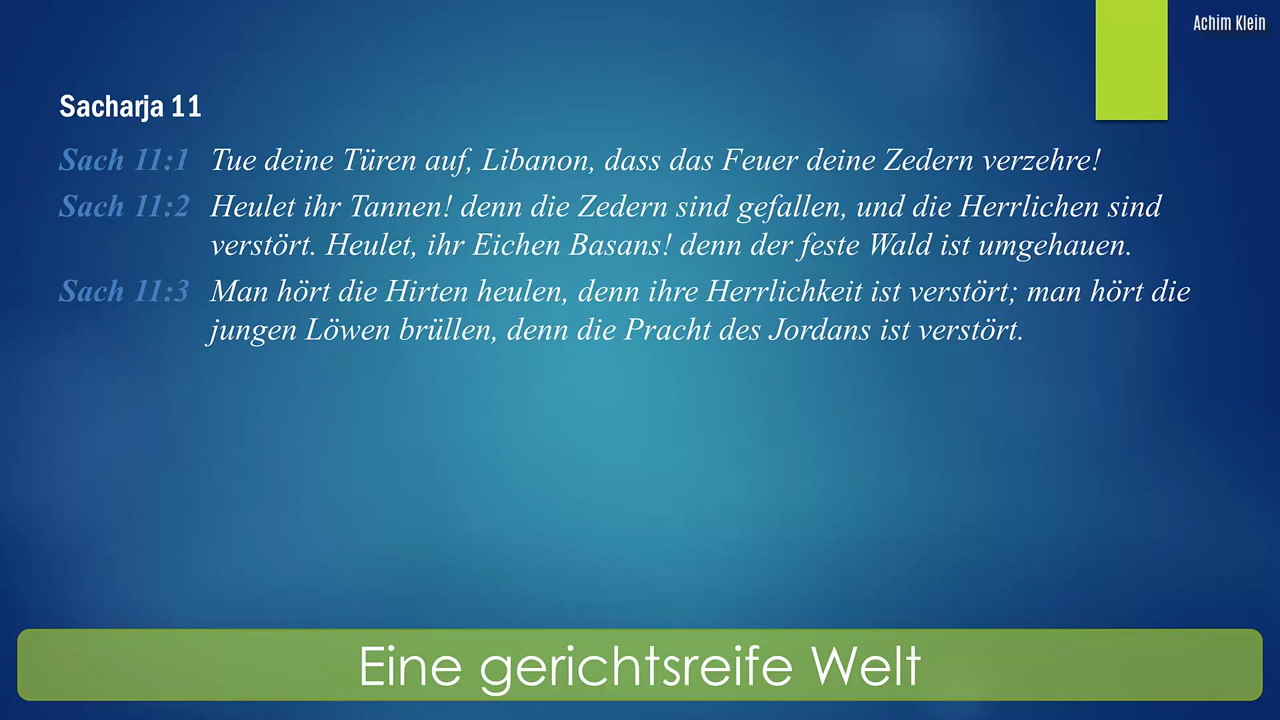 Achim Klein
Sacharja 11
Sach 11:1 Tue deine Türen auf, Libanon, dass das Feuer deine Zedern verzehre!
Sach 11:2 Heulet ihr Tannen! denn die Zedern sind gefallen, und die Herrlichen sind
verstört. Heulet, ihr Eichen Basans! denn der feste Wald ist umgehauen.
Sach 11:3 Man hört die Hirten heulen, denn ihre Herrlichkeit ist verstört; man hört die
jungen Löwen brüllen, denn die Pracht des Jordans ist verstört.
Eine gerichtsreife Welt